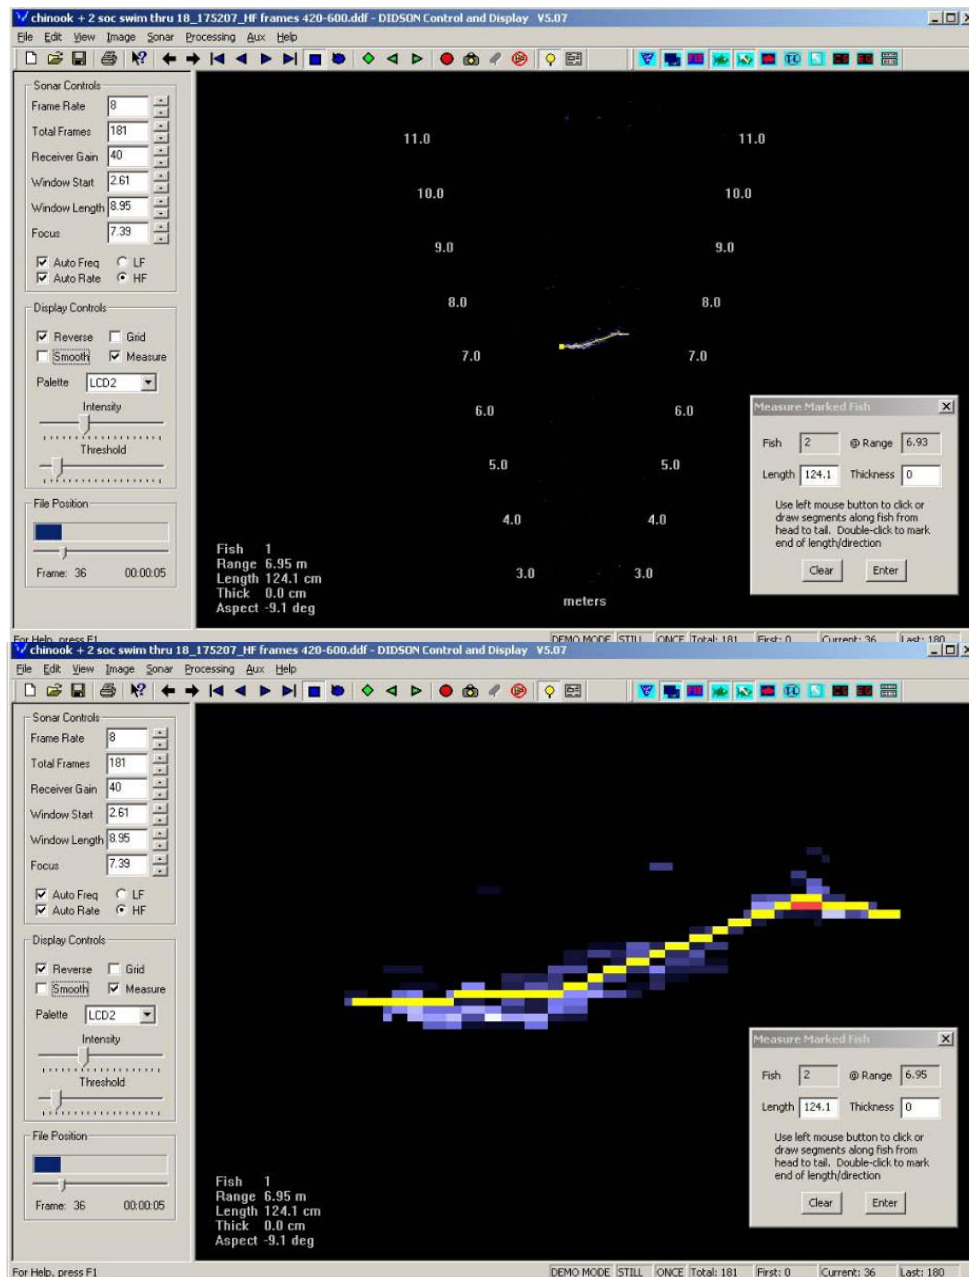 chinook + 2 soc swim thru 18_175207_HF frames 420-600.ddf - DIDSON Control and Display V5.07
File Edit View Image Sonar Processing Aux Help
Sonar Controls
Frame Rate 8
Total Frames 181
Receiver Gain 40
Window Start 2.61
Window Length 8.95
Focus 7.39
Auto Freq LF
Auto Rate HF
Display Controls
Reverse Grid
Smooth Measure
Palette LCD2
Intensity
Threshold
File Position
Frame: 36 00:00:05
11.0 11.0
10.0 10.0
9.0 9.0
8.0 8.0
7.0 7.0
6.0 6.0
5.0 5.0
4.0 4.0
3.0 3.0
meters
Fish 1
Range 6.95 m
Length 124.1 cm
Thick 0.0 cm
Aspect -9.1 deg
Measure Marked Fish
Fish 2 @ Range 6.93
Length 124.1 Thickness 0
Use left mouse button to click or
draw segments along fish from
head to tail. Double-click to mark
end of length/direction
Clear Enter
For Help, press F1
DEMO MODE STILL ONCE Total: 181 First: 0 Current: 36 Last: 180
chinook + 2 soc swim thru 18_175207_HF frames 420-600.ddf - DIDSON Control and Display V5.07
File Edit View Image Sonar Processing Aux Help
Sonar Controls
Frame Rate 8
Total Frames 181
Receiver Gain 40
Window Start 2.61
Window Length 8.95
Focus 7.39
Auto Freq LF
Auto Rate HF
Display Controls
Reverse Grid
Smooth Measure
Palette LCD2
Intensity
Threshold
File Position
Frame: 36 00:00:05
Fish 1
Range 6.95 m
Length 124.1 cm
Thick 0.0 cm
Aspect -9.1 deg
Measure Marked Fish
Fish 2 @ Range 6.95
Length 124.1 Thickness 0
Use left mouse button to click or
draw segments along fish from
head to tail. Double-click to mark
end of length/direction
Clear Enter
For Help, press F1
DEMO MODE STILL ONCE Total: 181 First: 0 Current: 36 Last: 180